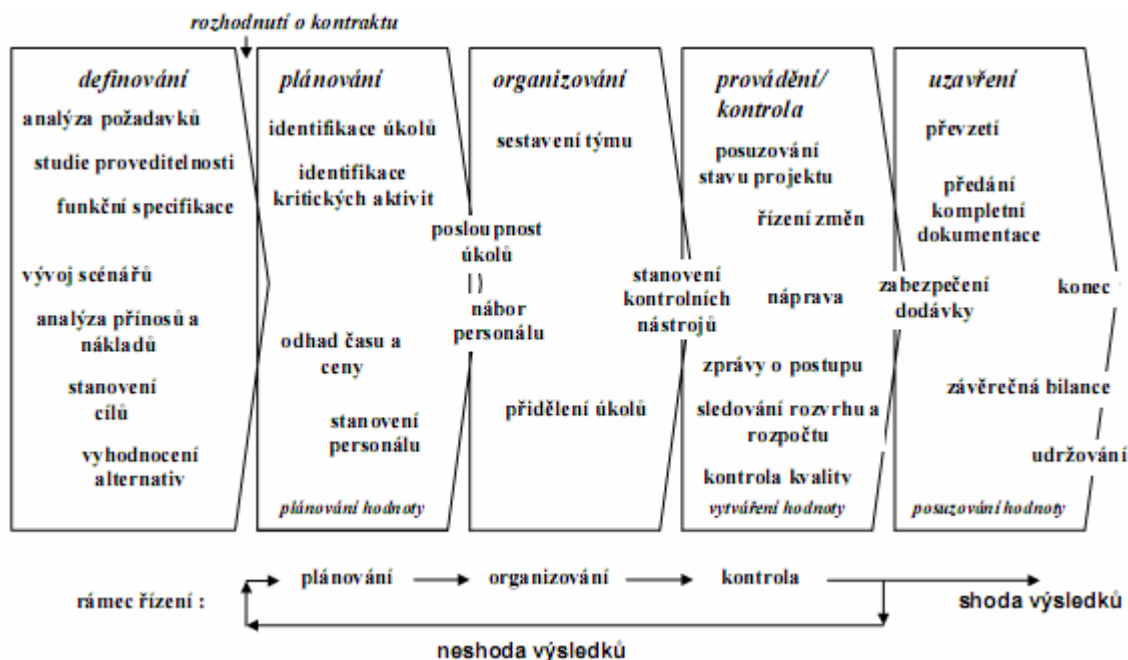 rozhodnutí o kontraktu
definování
analýza požadavků
studie proveditelnosti
funkční specifikace
vývoj scénářů
analýza přínosů a
nákladů
stanovení
cílů
vyhodnocení
alternativ
plánování
identifikace úkolů
identifikace
kritických aktivit
posloupnost
úkolů
nábor
personálu
odhad času a
ceny
stanovení
personálu
plánování hodnoty
organizování
sestavení týmu
stanovení
kontrolních
nástrojů
přidělení úkolů
provádění/
kontrola
posuzování
stavu projektu
řízení změn
náprava
zabezpečení
dodávky
zprávy o postupu
sledování rozvrhu a
rozpočtu
kontrola kvality
vytváření hodnoty
uzavření
převzetí
předání
kompletní
dokumentace
konec
závěrečná bilance
udržování
posuzování hodnoty
rámec řízení :
plánování
organizování
kontrola
shoda výsledků
neshoda výsledků